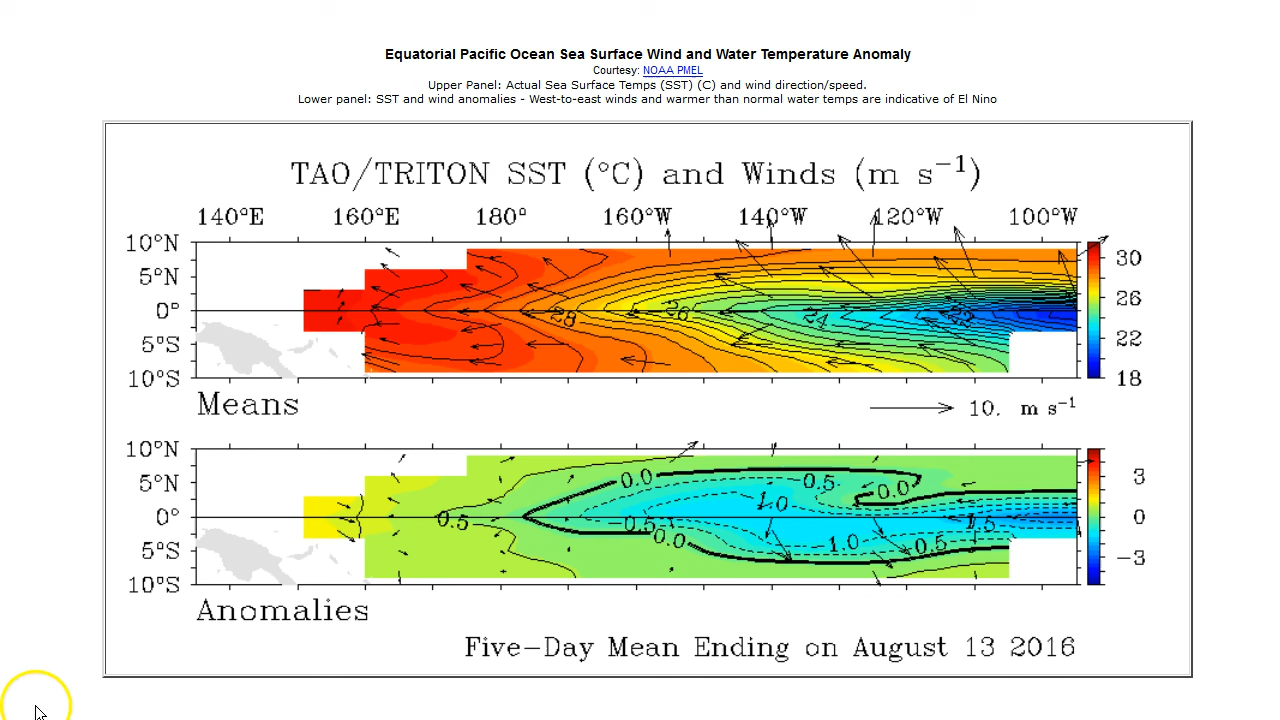 Equatorial Pacific Ocean Sea Surface Wind and Water Temperature Anomaly
Courtesy: NOAA PMEL
Upper Panel: Actual Sea Surface Temps (SST) (C) and wind direction/speed.
Lower panel: SST and wind anomalies - West-to-east winds and warmer than normal water temps are indicative of El Nino
TAO/TRITON SST (°C) and Winds (m s⁻¹)
140°E 160°E 180° 160°W 140°W 120°W 100°W
10°N
5°N
0°
5°S
10°S
28 26 24 22
30
26
22
18
Means
10. m s⁻¹
10°N
5°N
0°
5°S
10°S
0.0 0.5 0.0
-1.0
0.5 -0.5 -1.5
0.0 -1.0 0.5
3
0
-3
Anomalies
Five-Day Mean Ending on August 13 2016